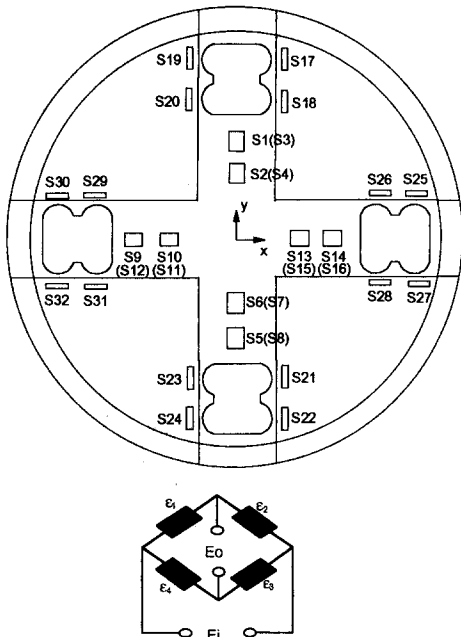 S19 S17
S20 S18
S1(S3)
S2(S4)
S30 S29 S26 S25
y
x
S9 S10 S13 S14
(S12) (S11) (S15) (S16)
S32 S31 S28 S27
S6(S7)
S5(S8)
S23 S21
S24 S22
ε1 ε2
Eo
ε4 ε3
Ei